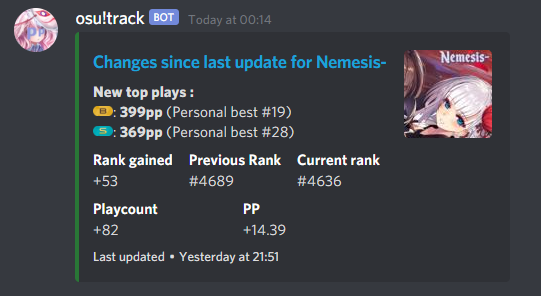 osu!track BOT Today at 00:14
Changes since last update for Nemesis-
Nemesis-
New top plays :
B : 399pp (Personal best #19)
S : 369pp (Personal best #28)
Rank gained Previous Rank Current rank
+53 #4689 #4636
Playcount PP
+82 +14.39
Last updated • Yesterday at 21:51